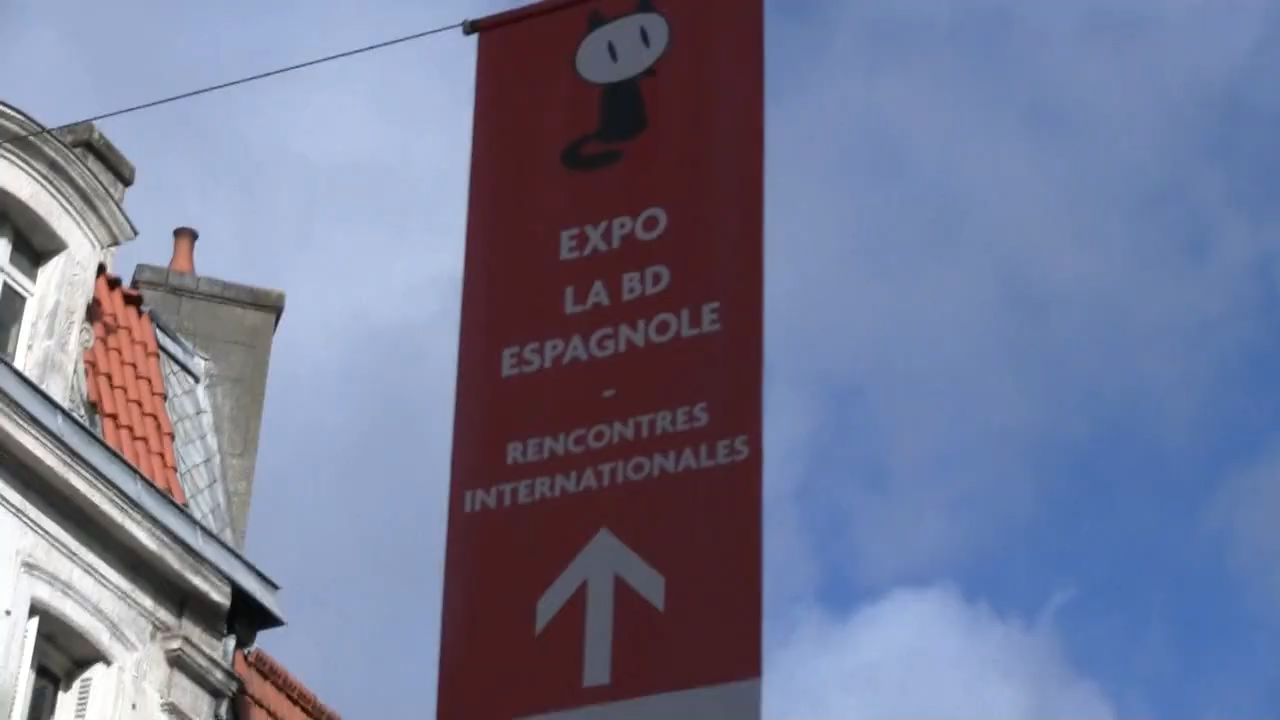 EXPO
LA BD
ESPAGNOLE
-
RENCONTRES
INTERNATIONALES